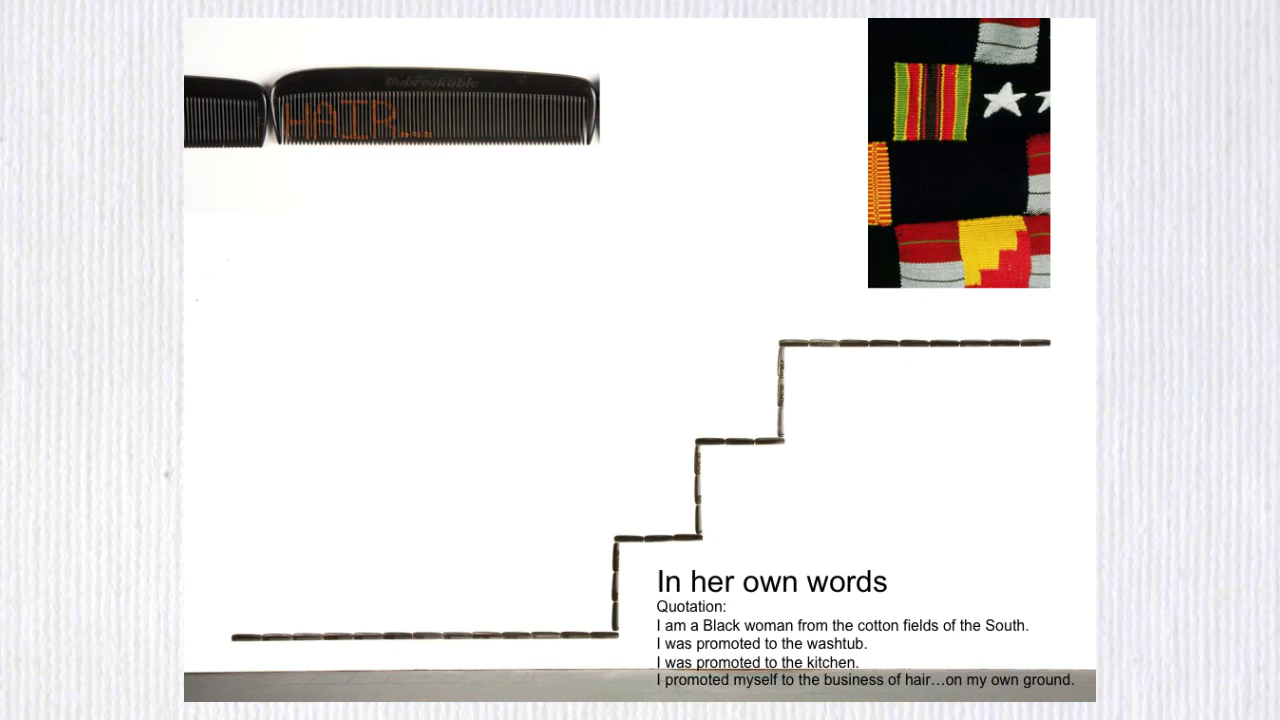 Unbreakable
HAIR...
In her own words
Quotation:
I am a Black woman from the cotton fields of the South.
I was promoted to the washtub.
I was promoted to the kitchen.
I promoted myself to the business of hair…on my own ground.